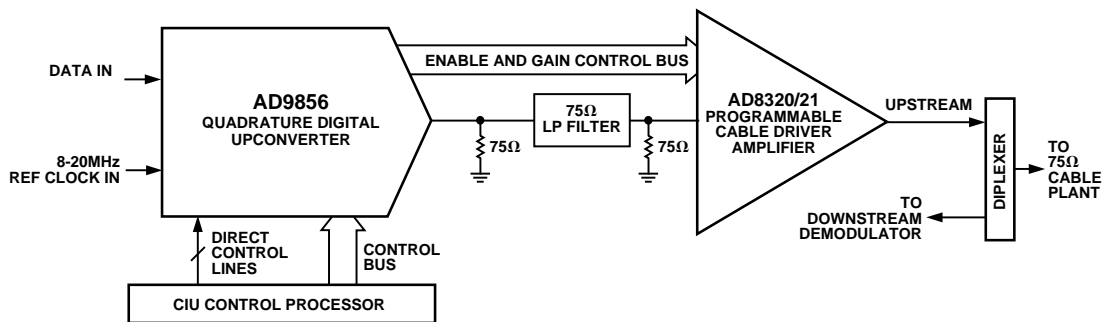 DATA IN
8-20MHz
REF CLOCK IN
AD9856
QUADRATURE DIGITAL
UPCONVERTER
ENABLE AND GAIN CONTROL BUS
75Ω
75Ω
LP FILTER
75Ω
AD8320/21
PROGRAMMABLE
CABLE DRIVER
AMPLIFIER
UPSTREAM
DIPLEXER
TO
75Ω
CABLE
PLANT
TO
DOWNSTREAM
DEMODULATOR
DIRECT
CONTROL
LINES
CONTROL
BUS
CIU CONTROL PROCESSOR